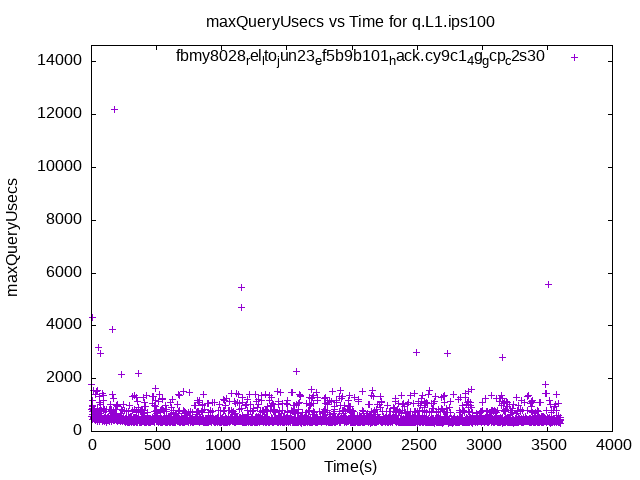 maxQueryUsecs vs Time for q.L1.ips100
fbmy8028relltojun23ef5b9b101hack.cy9c14ggcpc2s30
14000
12000
10000
8000
6000
4000
2000
0
maxQueryUsecs
0 500 1000 1500 2000 2500 3000 3500 4000
Time(s)